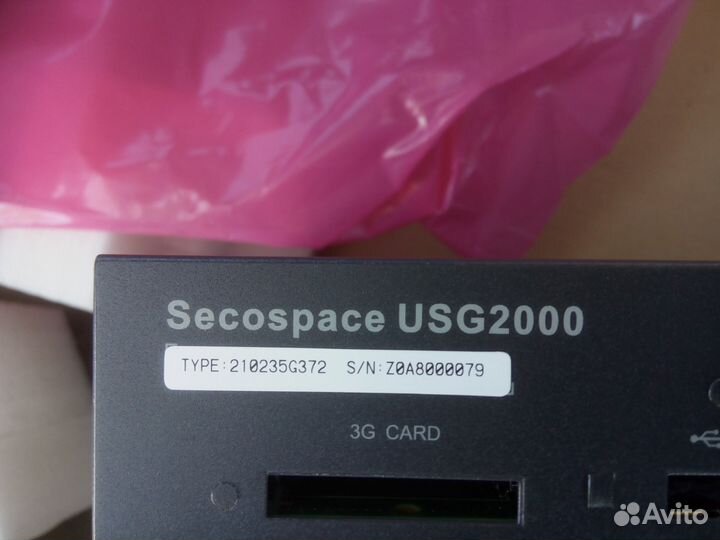 Secospace USG2000
TYPE:210235G372 S/N:Z0A8000079
3G CARD
Avito